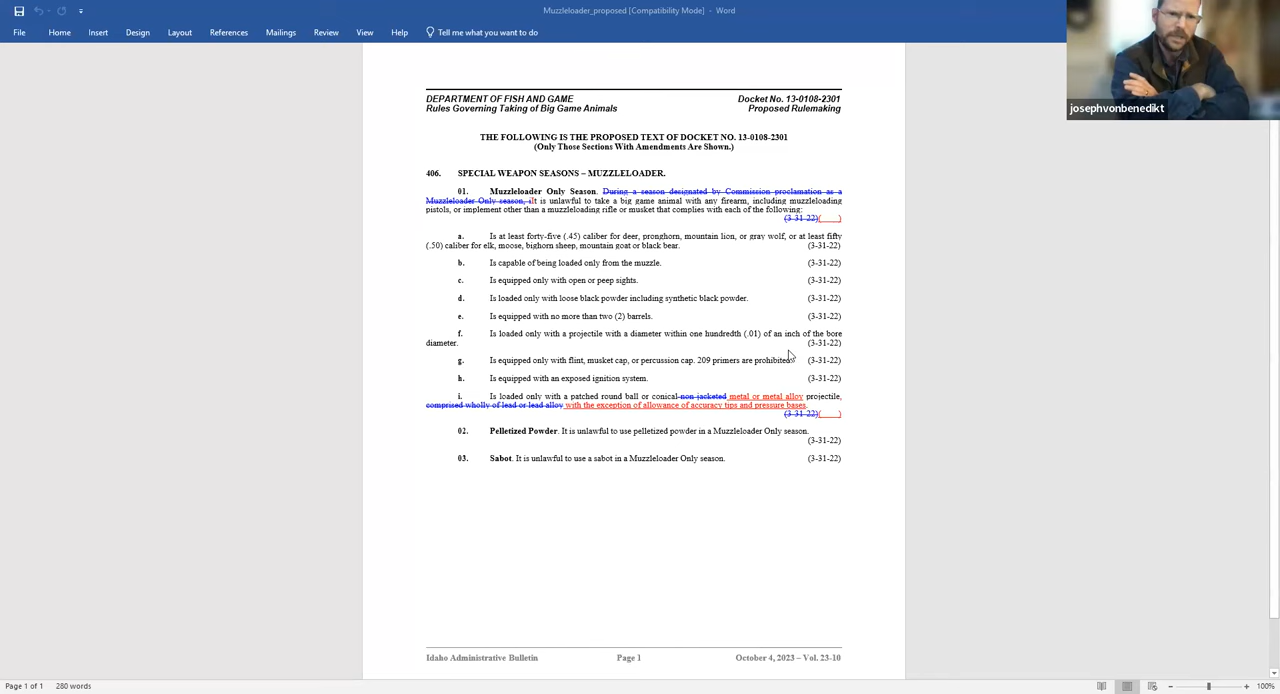 Muzzleloader_proposed [Compatibility Mode] - Word
File Home Insert Design Layout References Mailings Review View Help Tell me what you want to do
josephvonbenedikt
DEPARTMENT OF FISH AND GAME Docket No. 13-0108-2301
Rules Governing Taking of Big Game Animals Proposed Rulemaking
THE FOLLOWING IS THE PROPOSED TEXT OF DOCKET NO. 13-0108-2301
(Only Those Sections With Amendments Are Shown.)
406. SPECIAL WEAPON SEASONS – MUZZLELOADER.
01. Muzzleloader Only Season. During a season designated by Commission proclamation as a
Muzzleloader Only season, iIt is unlawful to take a big game animal with any firearm, including muzzleloading
pistols, or implement other than a muzzleloading rifle or musket that complies with each of the following:
(3-31-22)( )
a. Is at least forty-five (.45) caliber for deer, pronghorn, mountain lion, or gray wolf, or at least fifty
(.50) caliber for elk, moose, bighorn sheep, mountain goat or black bear. (3-31-22)
b. Is capable of being loaded only from the muzzle. (3-31-22)
c. Is equipped only with open or peep sights. (3-31-22)
d. Is loaded only with loose black powder including synthetic black powder. (3-31-22)
e. Is equipped with no more than two (2) barrels. (3-31-22)
f. Is loaded only with a projectile with a diameter within one hundredth (.01) of an inch of the bore
diameter. (3-31-22)
g. Is equipped only with flint, musket cap, or percussion cap. 209 primers are prohibited. (3-31-22)
h. Is equipped with an exposed ignition system. (3-31-22)
i. Is loaded only with a patched round ball or conical non jacketed metal or metal alloy projectile,
comprised wholly of lead or lead alloy with the exception of allowance of accuracy tips and pressure bases.
(3-31-22)( )
02. Pelletized Powder. It is unlawful to use pelletized powder in a Muzzleloader Only season.
(3-31-22)
03. Sabot. It is unlawful to use a sabot in a Muzzleloader Only season. (3-31-22)
Idaho Administrative Bulletin Page 1 October 4, 2023 – Vol. 23-10
Page 1 of 1 280 words 100%